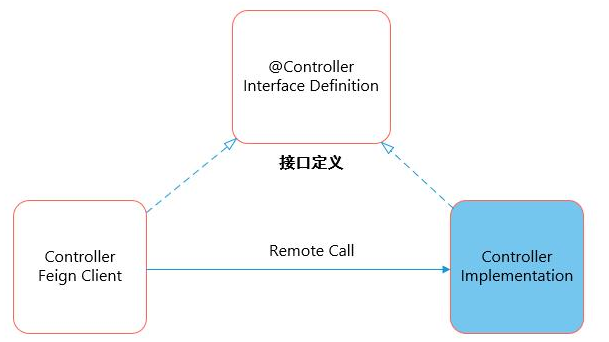 @Controller
Interface Definition
接口定义
Controller
Feign Client
Remote Call
Controller
Implementation